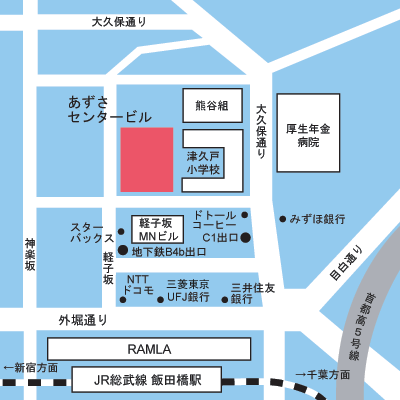 大久保通り
あずさ
センタービル
熊谷組
大久保通り
厚生年金
病院
津久戸
小学校
スター
バックス
軽子坂
MNビル
ドトール
コーヒー
C1出口
みずほ銀行
地下鉄B4b出口
神楽坂
軽子坂
目白通り
NTT
ドコモ
三菱東京
UFJ銀行
三井住友
銀行
首都高5号線
外堀通り
RAMLA
←新宿方面
JR総武線 飯田橋駅
→千葉方面